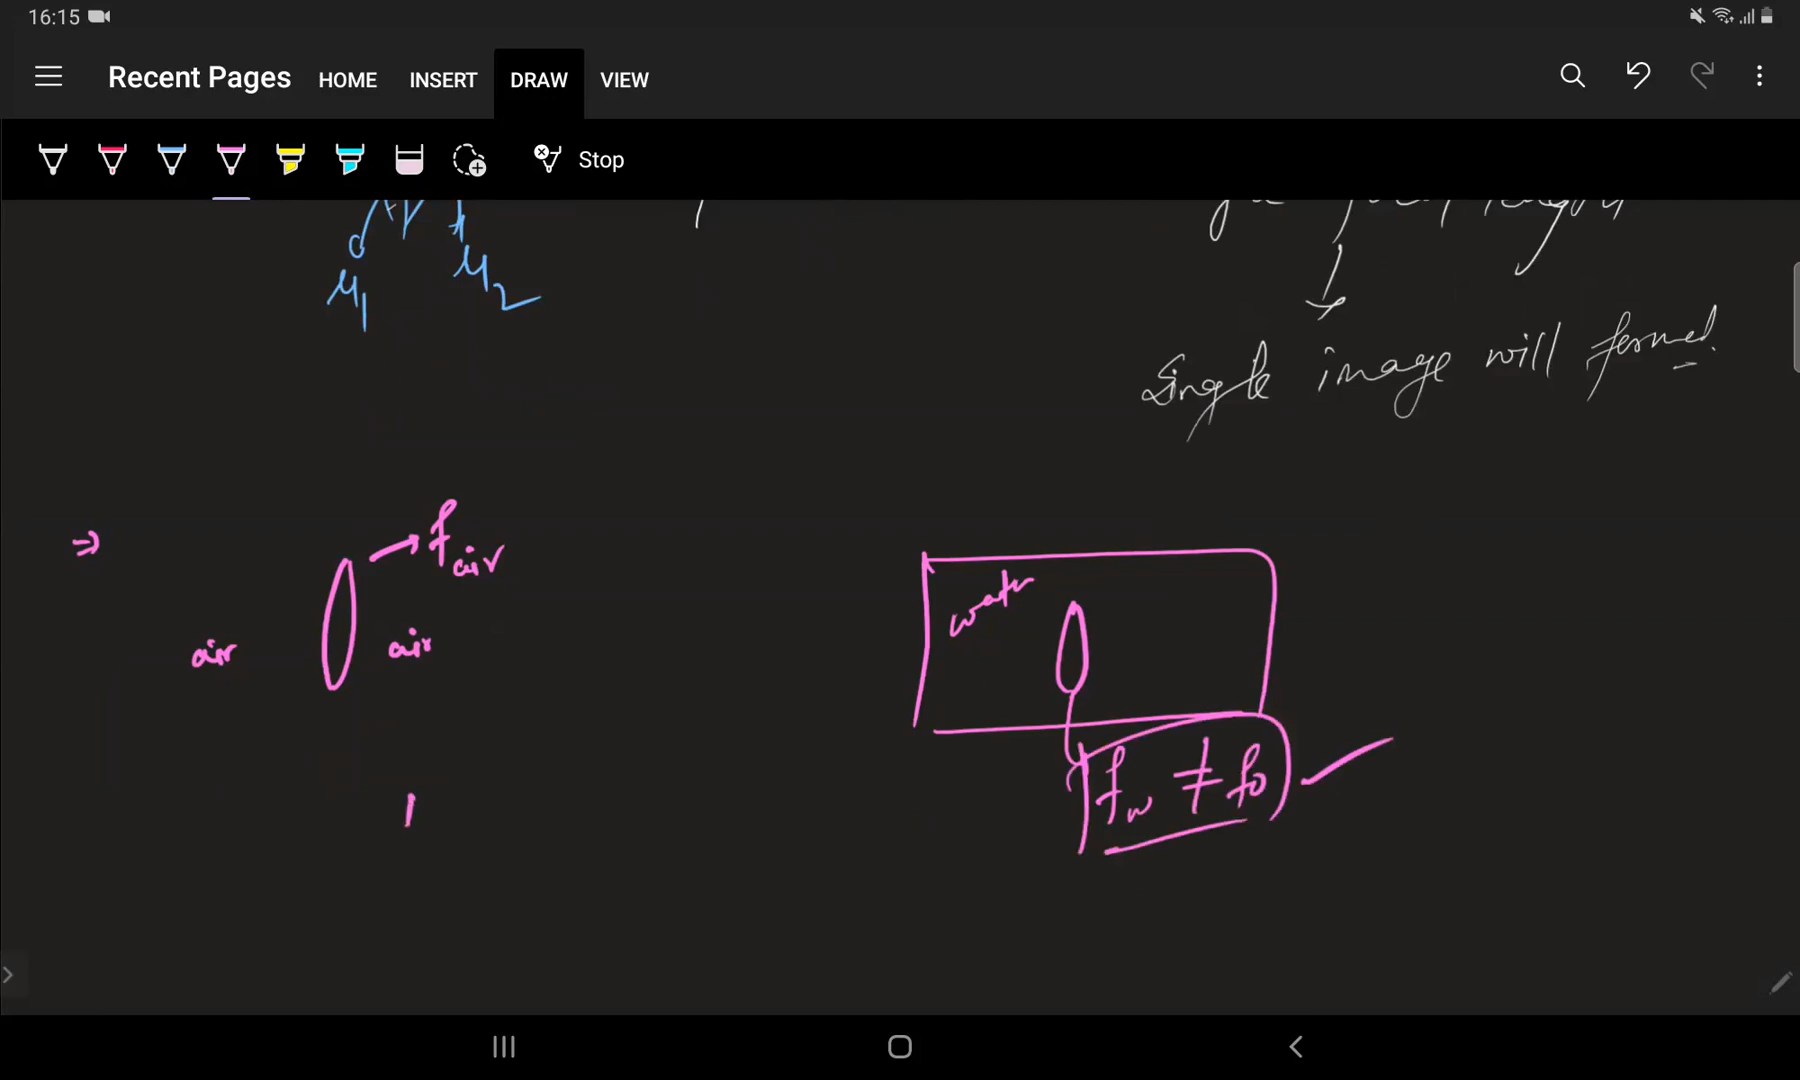 16:15
Recent Pages HOME INSERT DRAW VIEW
Stop
μ1 μ2
Single image will formed.
⇒
f air
air air
water
fw ≠ f0